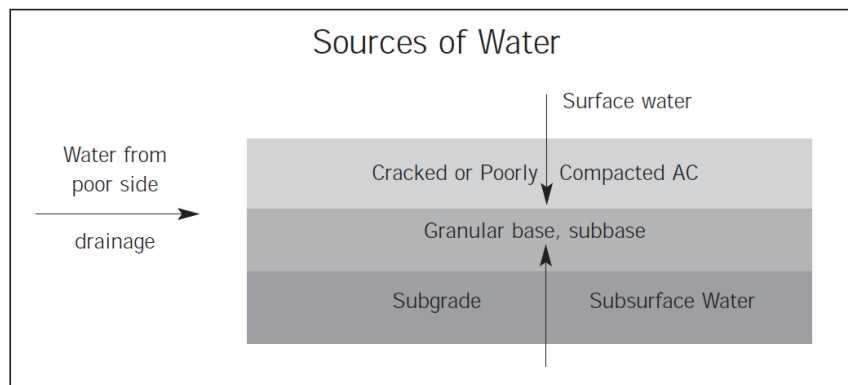 Sources of Water
Surface water
Water from
poor side
drainage
Cracked or Poorly Compacted AC
Granular base, subbase
Subgrade Subsurface Water